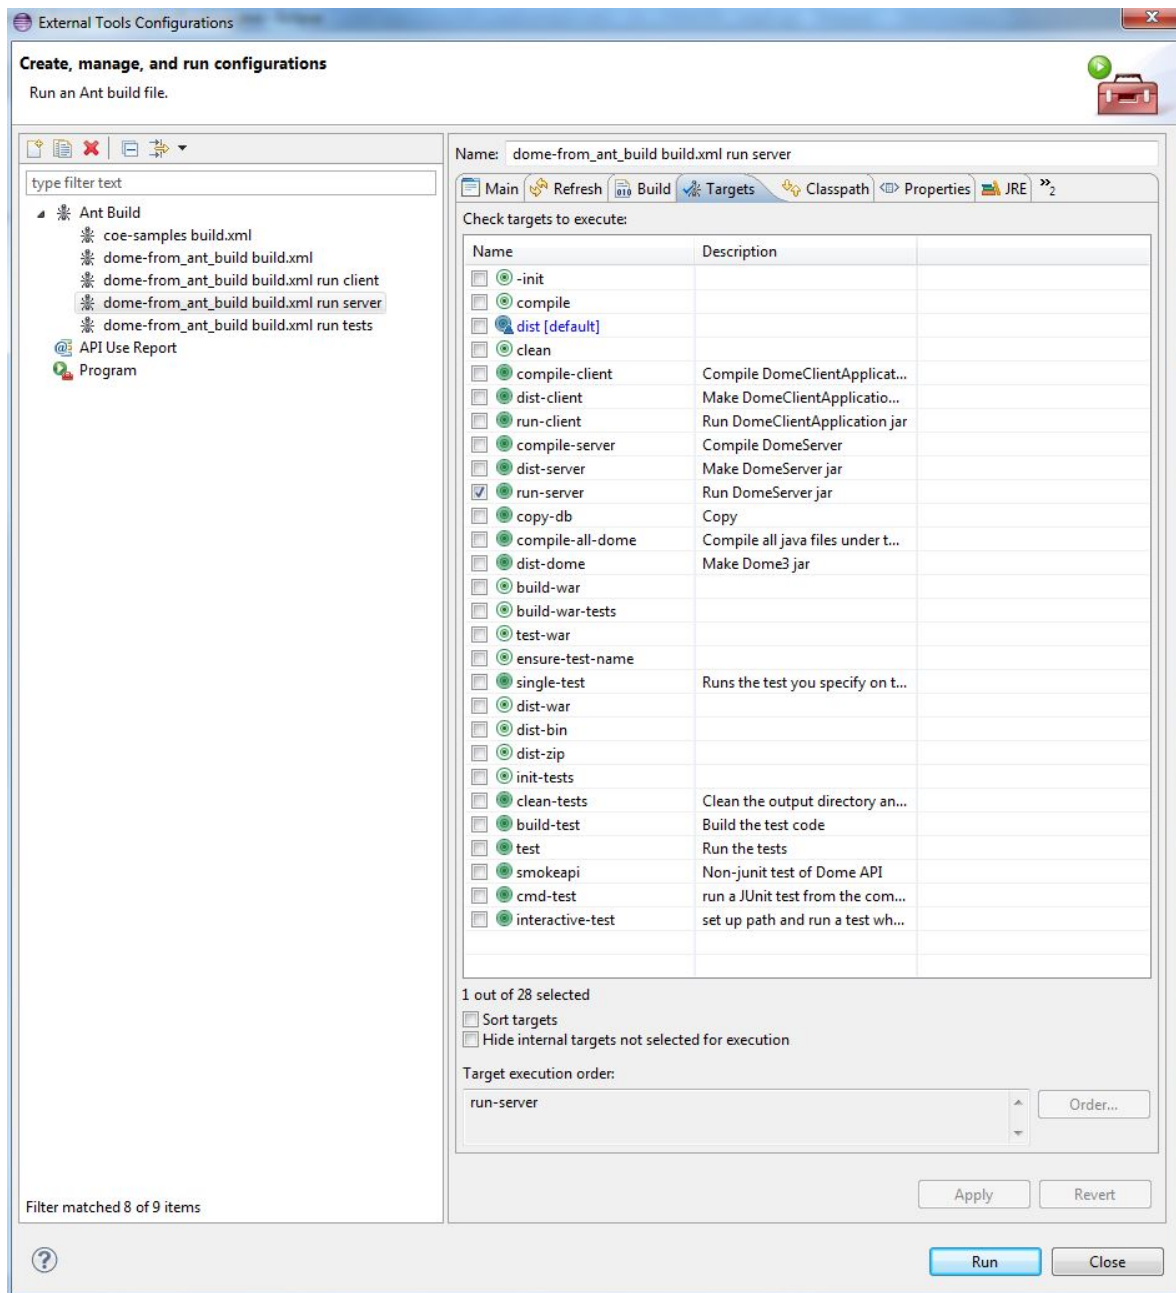 External Tools Configurations
Create, manage, and run configurations
Run an Ant build file.
type filter text
Ant Build
coe-samples build.xml
dome-from_ant_build build.xml
dome-from_ant_build build.xml run client
dome-from_ant_build build.xml run server
dome-from_ant_build build.xml run tests
API Use Report
Program
Filter matched 8 of 9 items
Name: dome-from_ant_build build.xml run server
Main Refresh Build Targets Classpath Properties JRE »2
Check targets to execute:
Name Description
-init
compile
dist [default]
clean
compile-client Compile DomeClientApplicat...
dist-client Make DomeClientApplicatio...
run-client Run DomeClientApplication jar
compile-server Compile DomeServer
dist-server Make DomeServer jar
run-server Run DomeServer jar
copy-db Copy
compile-all-dome Compile all java files under t...
dist-dome Make Dome3 jar
build-war
build-war-tests
test-war
ensure-test-name
single-test Runs the test you specify on t...
dist-war
dist-bin
dist-zip
init-tests
clean-tests Clean the output directory an...
build-test Build the test code
test Run the tests
smokeapi Non-junit test of Dome API
cmd-test run a JUnit test from the com...
interactive-test set up path and run a test wh...
1 out of 28 selected
Sort targets
Hide internal targets not selected for execution
Target execution order:
run-server
Order...
Apply Revert
Run Close